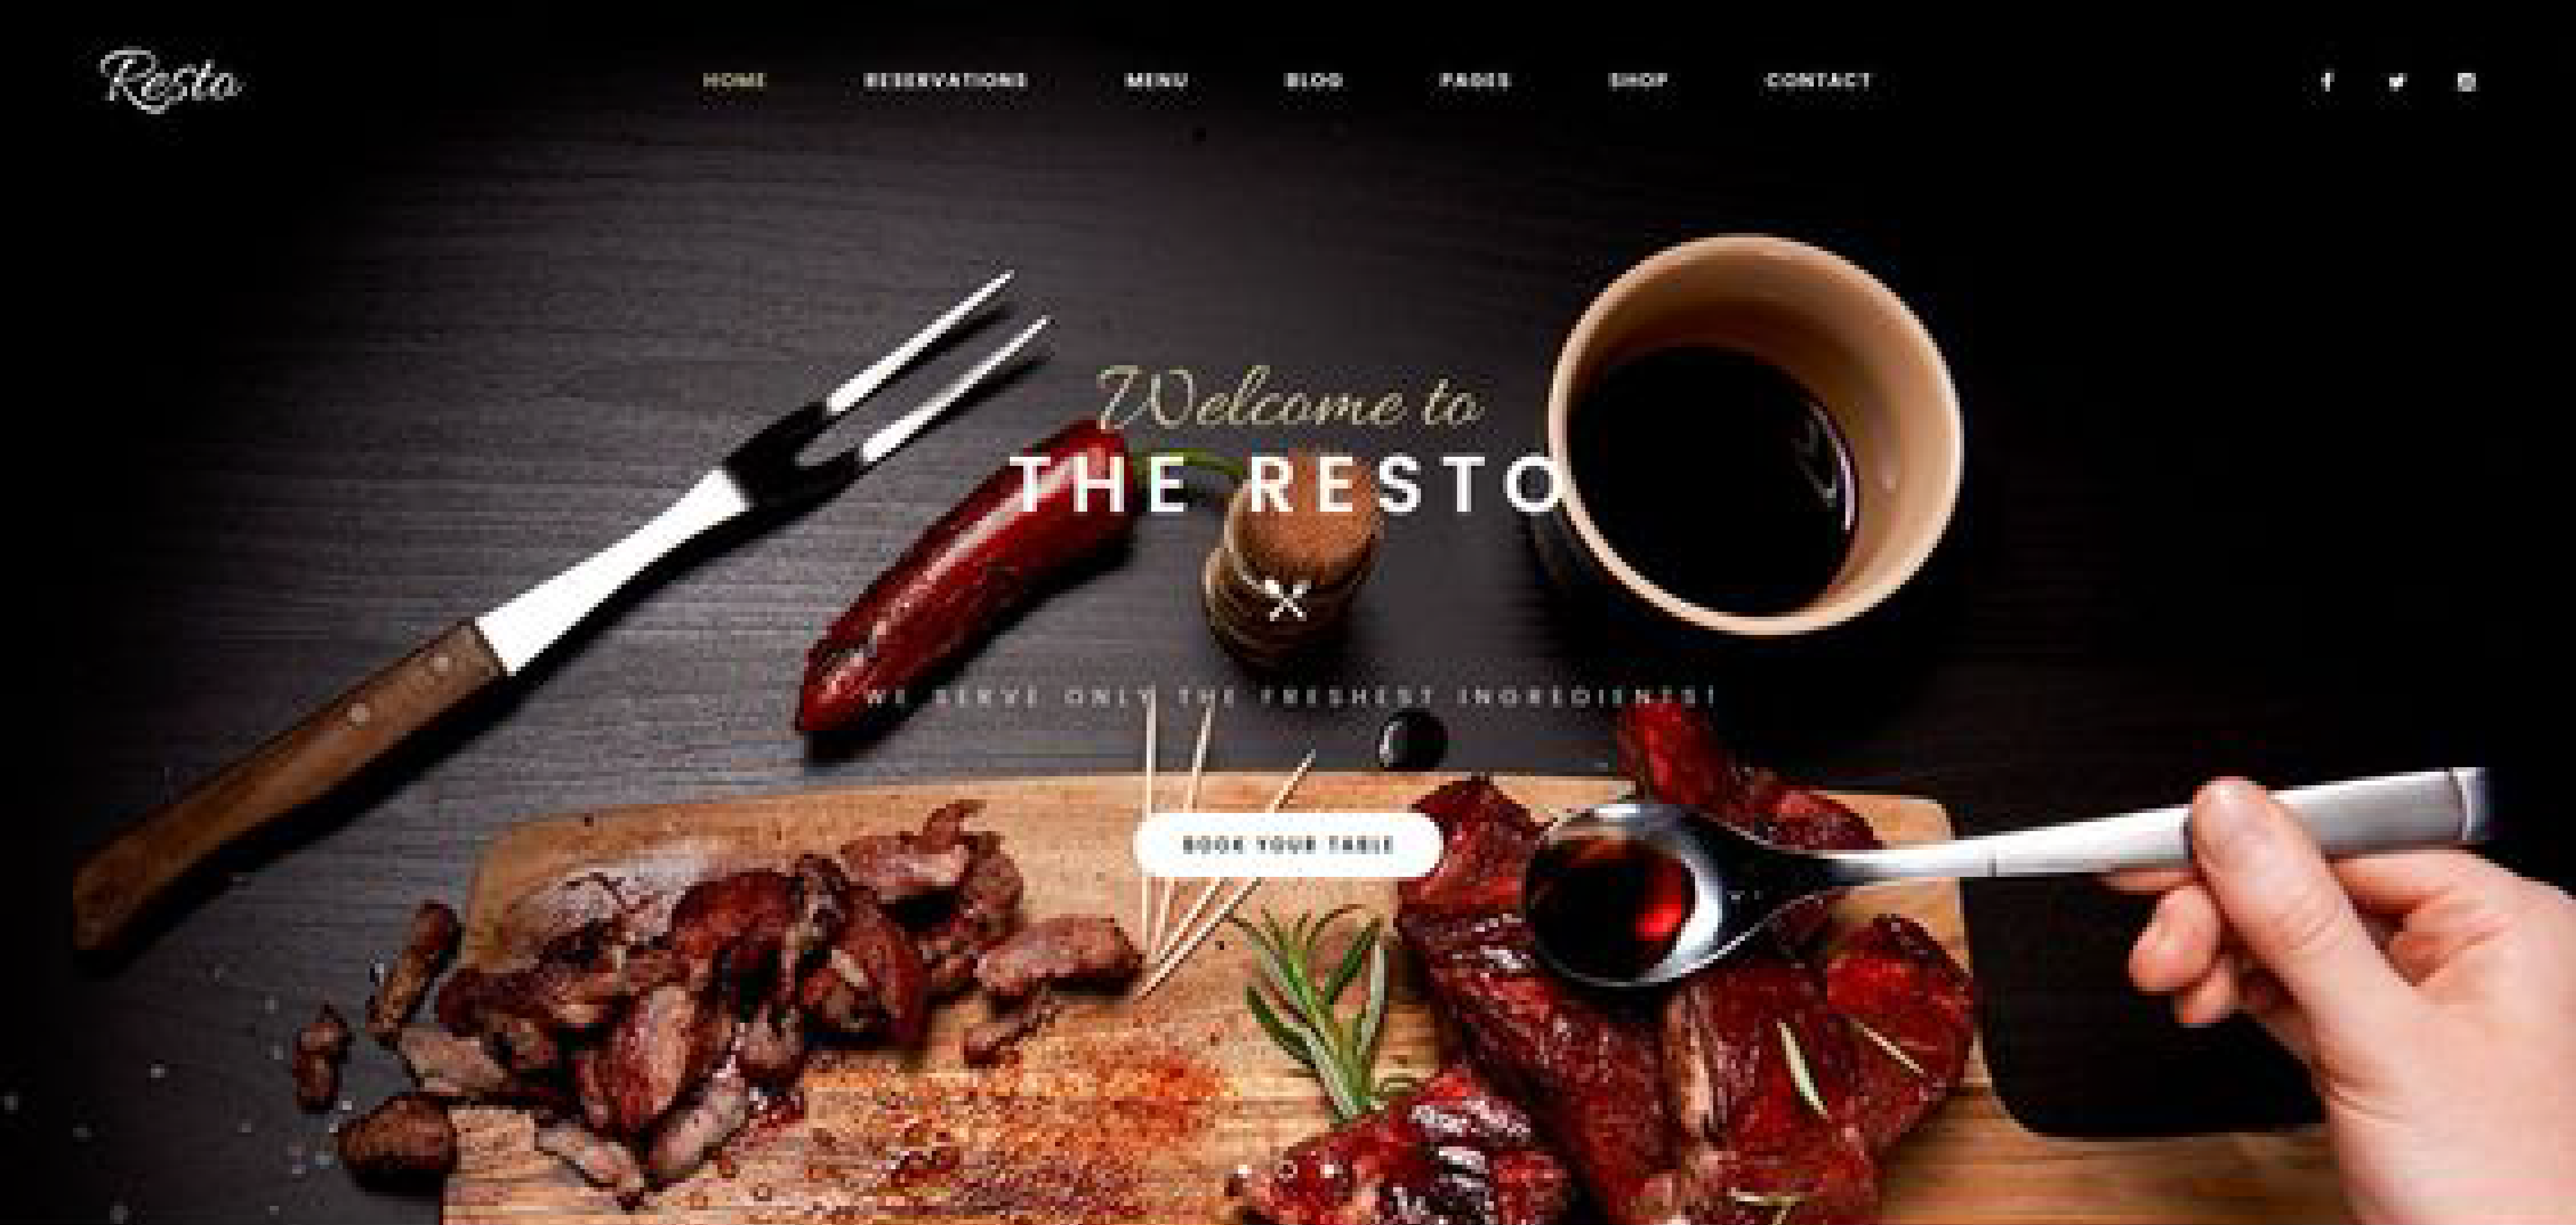 Resto
HOME RESERVATIONS MENU BLOG PAGES SHOP CONTACT
Welcome to
THE RESTO
WE SERVE ONLY THE FRESHEST INGREDIENTS!
BOOK YOUR TABLE